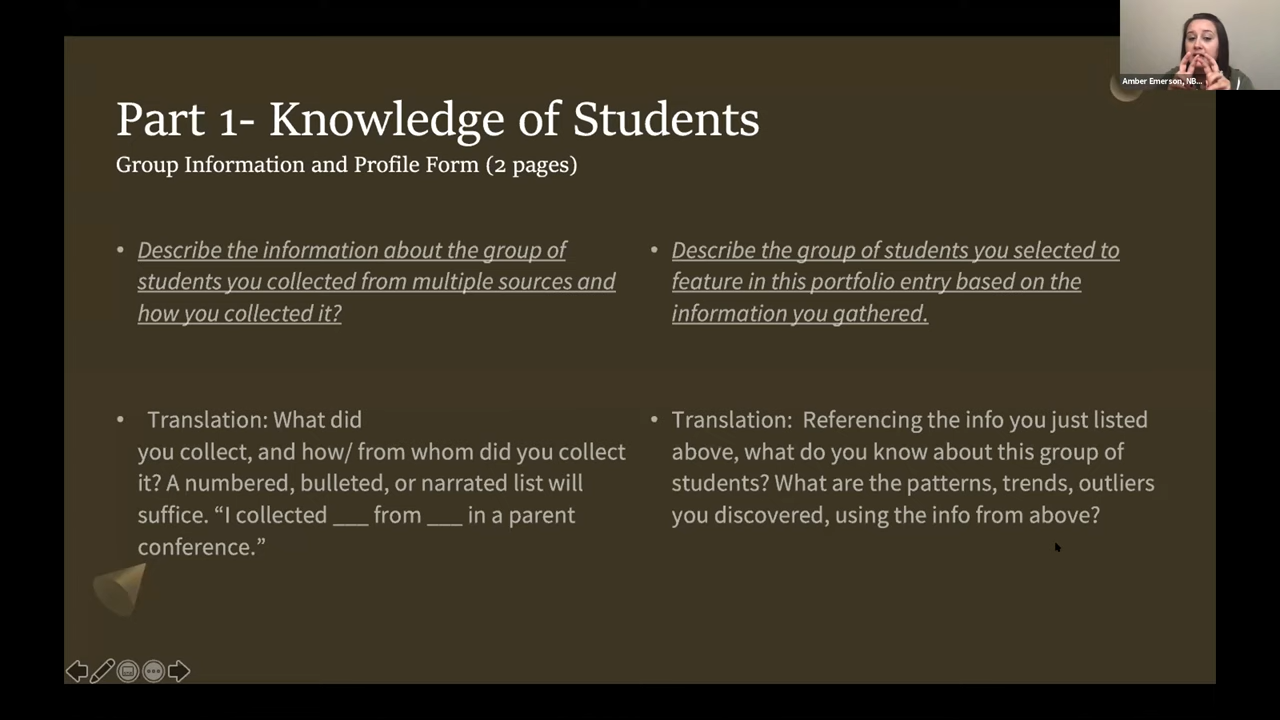 Amber Emerson, NB...
Part 1- Knowledge of Students
Group Information and Profile Form (2 pages)
• Describe the information about the group of
students you collected from multiple sources and
how you collected it?
• Translation: What did
you collect, and how/ from whom did you collect
it? A numbered, bulleted, or narrated list will
suffice. “I collected ___ from ___ in a parent
conference.”
• Describe the group of students you selected to
feature in this portfolio entry based on the
information you gathered.
• Translation:  Referencing the info you just listed
above, what do you know about this group of
students? What are the patterns, trends, outliers
you discovered, using the info from above?